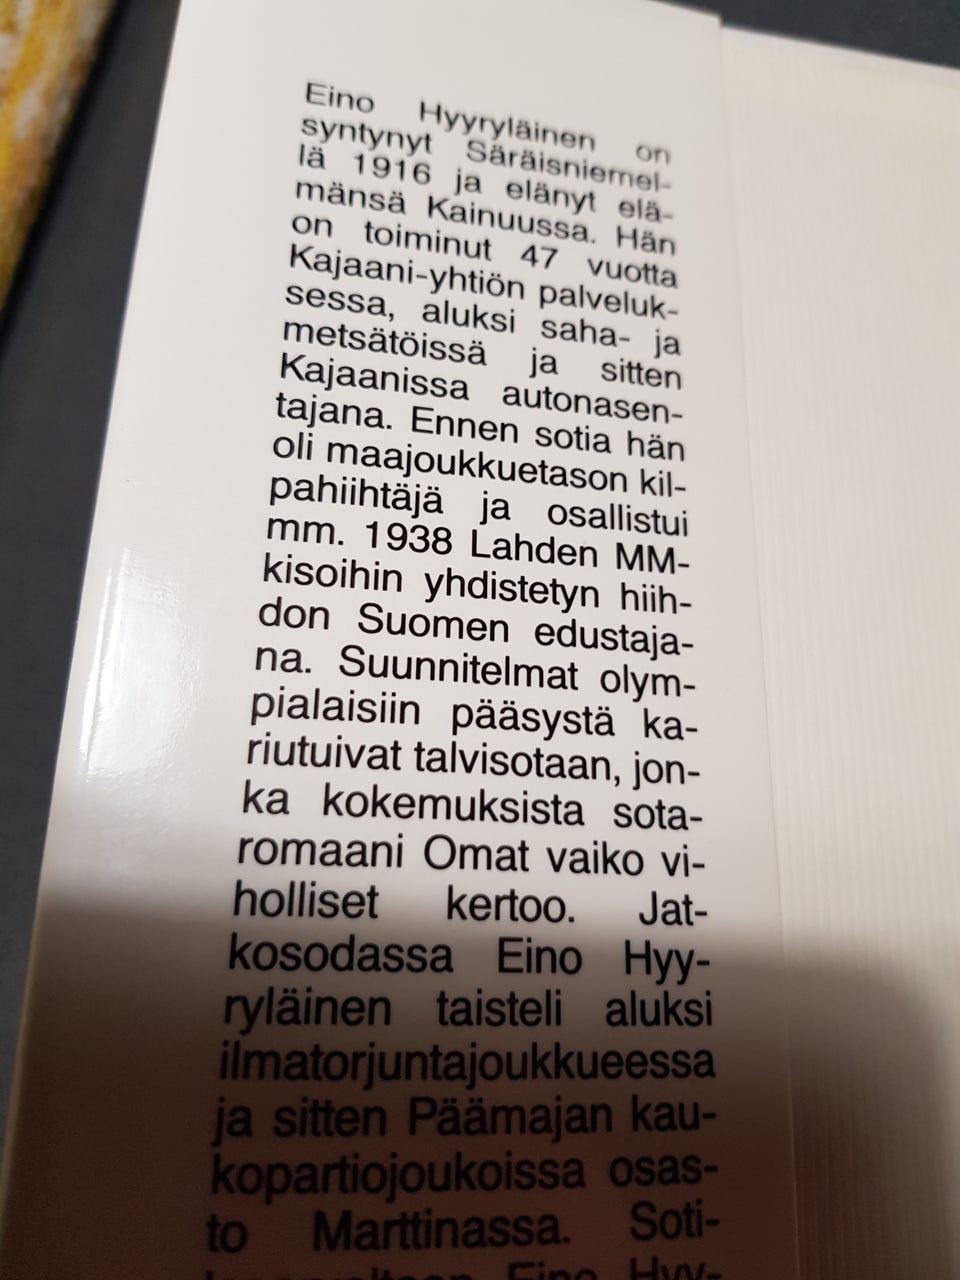 Eino Hyyryläinen on
syntynyt Säräisniemel-
lä 1916 ja elänyt elä-
mänsä Kainuussa. Hän
on toiminut 47 vuotta
Kajaani-yhtiön palveluk-
sessa, aluksi saha- ja
metsätöissä ja sitten
Kajaanissa autonasen-
tajana. Ennen sotia hän
oli maajoukkuetason kil-
pahiihtäjä ja osallistui
mm. 1938 Lahden MM-
kisoihin yhdistetyn hiih-
don Suomen edustaja-
na. Suunnitelmat olym-
pialaisiin pääsystä ka-
riutuivat talvisotaan, jon-
ka kokemuksista sota-
romaani Omat vaiko vi-
holliset kertoo. Jat-
kosodassa Eino Hyy-
ryläinen taisteli aluksi
ilmatorjuntajoukkueessa
ja sitten Päämajan kau-
kopartiojoukoissa osas-
to Marttinassa. Soti-
Eino Hyy-